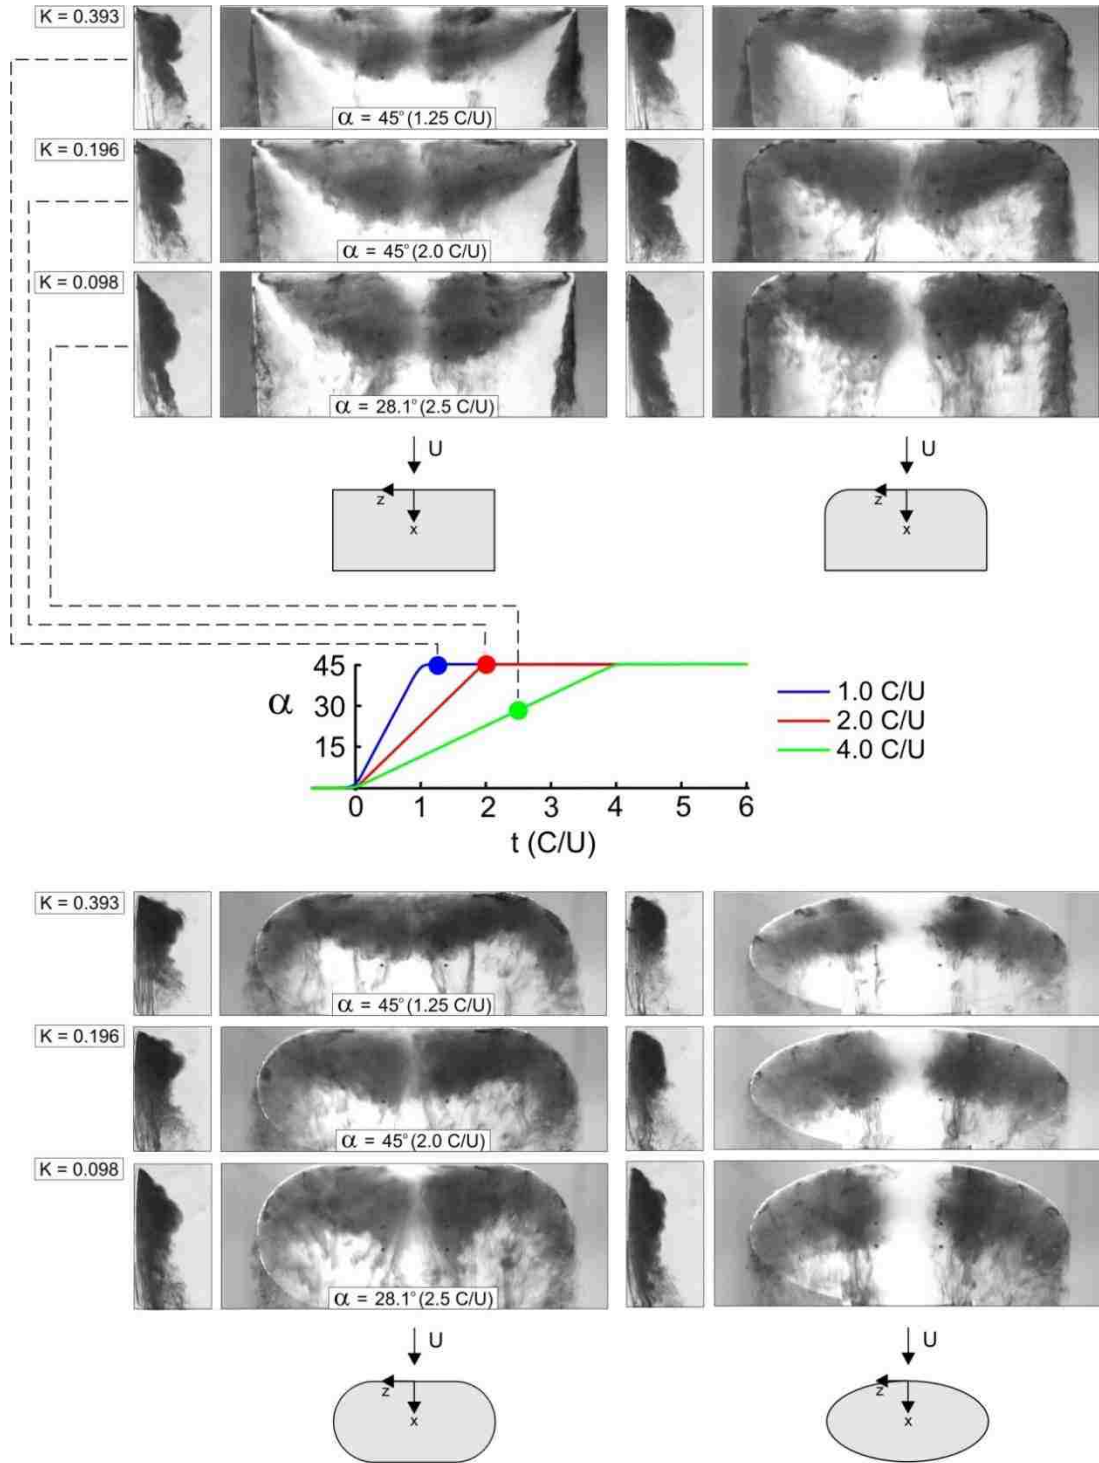 K = 0.393
α = 45° (1.25 C/U)
K = 0.196
α = 45° (2.0 C/U)
K = 0.098
α = 28.1° (2.5 C/U)
U
U
z
x
z
x
45
30
15
α
0 1 2 3 4 5 6
t (C/U)
1.0 C/U
2.0 C/U
4.0 C/U
K = 0.393
α = 45° (1.25 C/U)
K = 0.196
α = 45° (2.0 C/U)
K = 0.098
α = 28.1° (2.5 C/U)
U
U
z
x
z
x